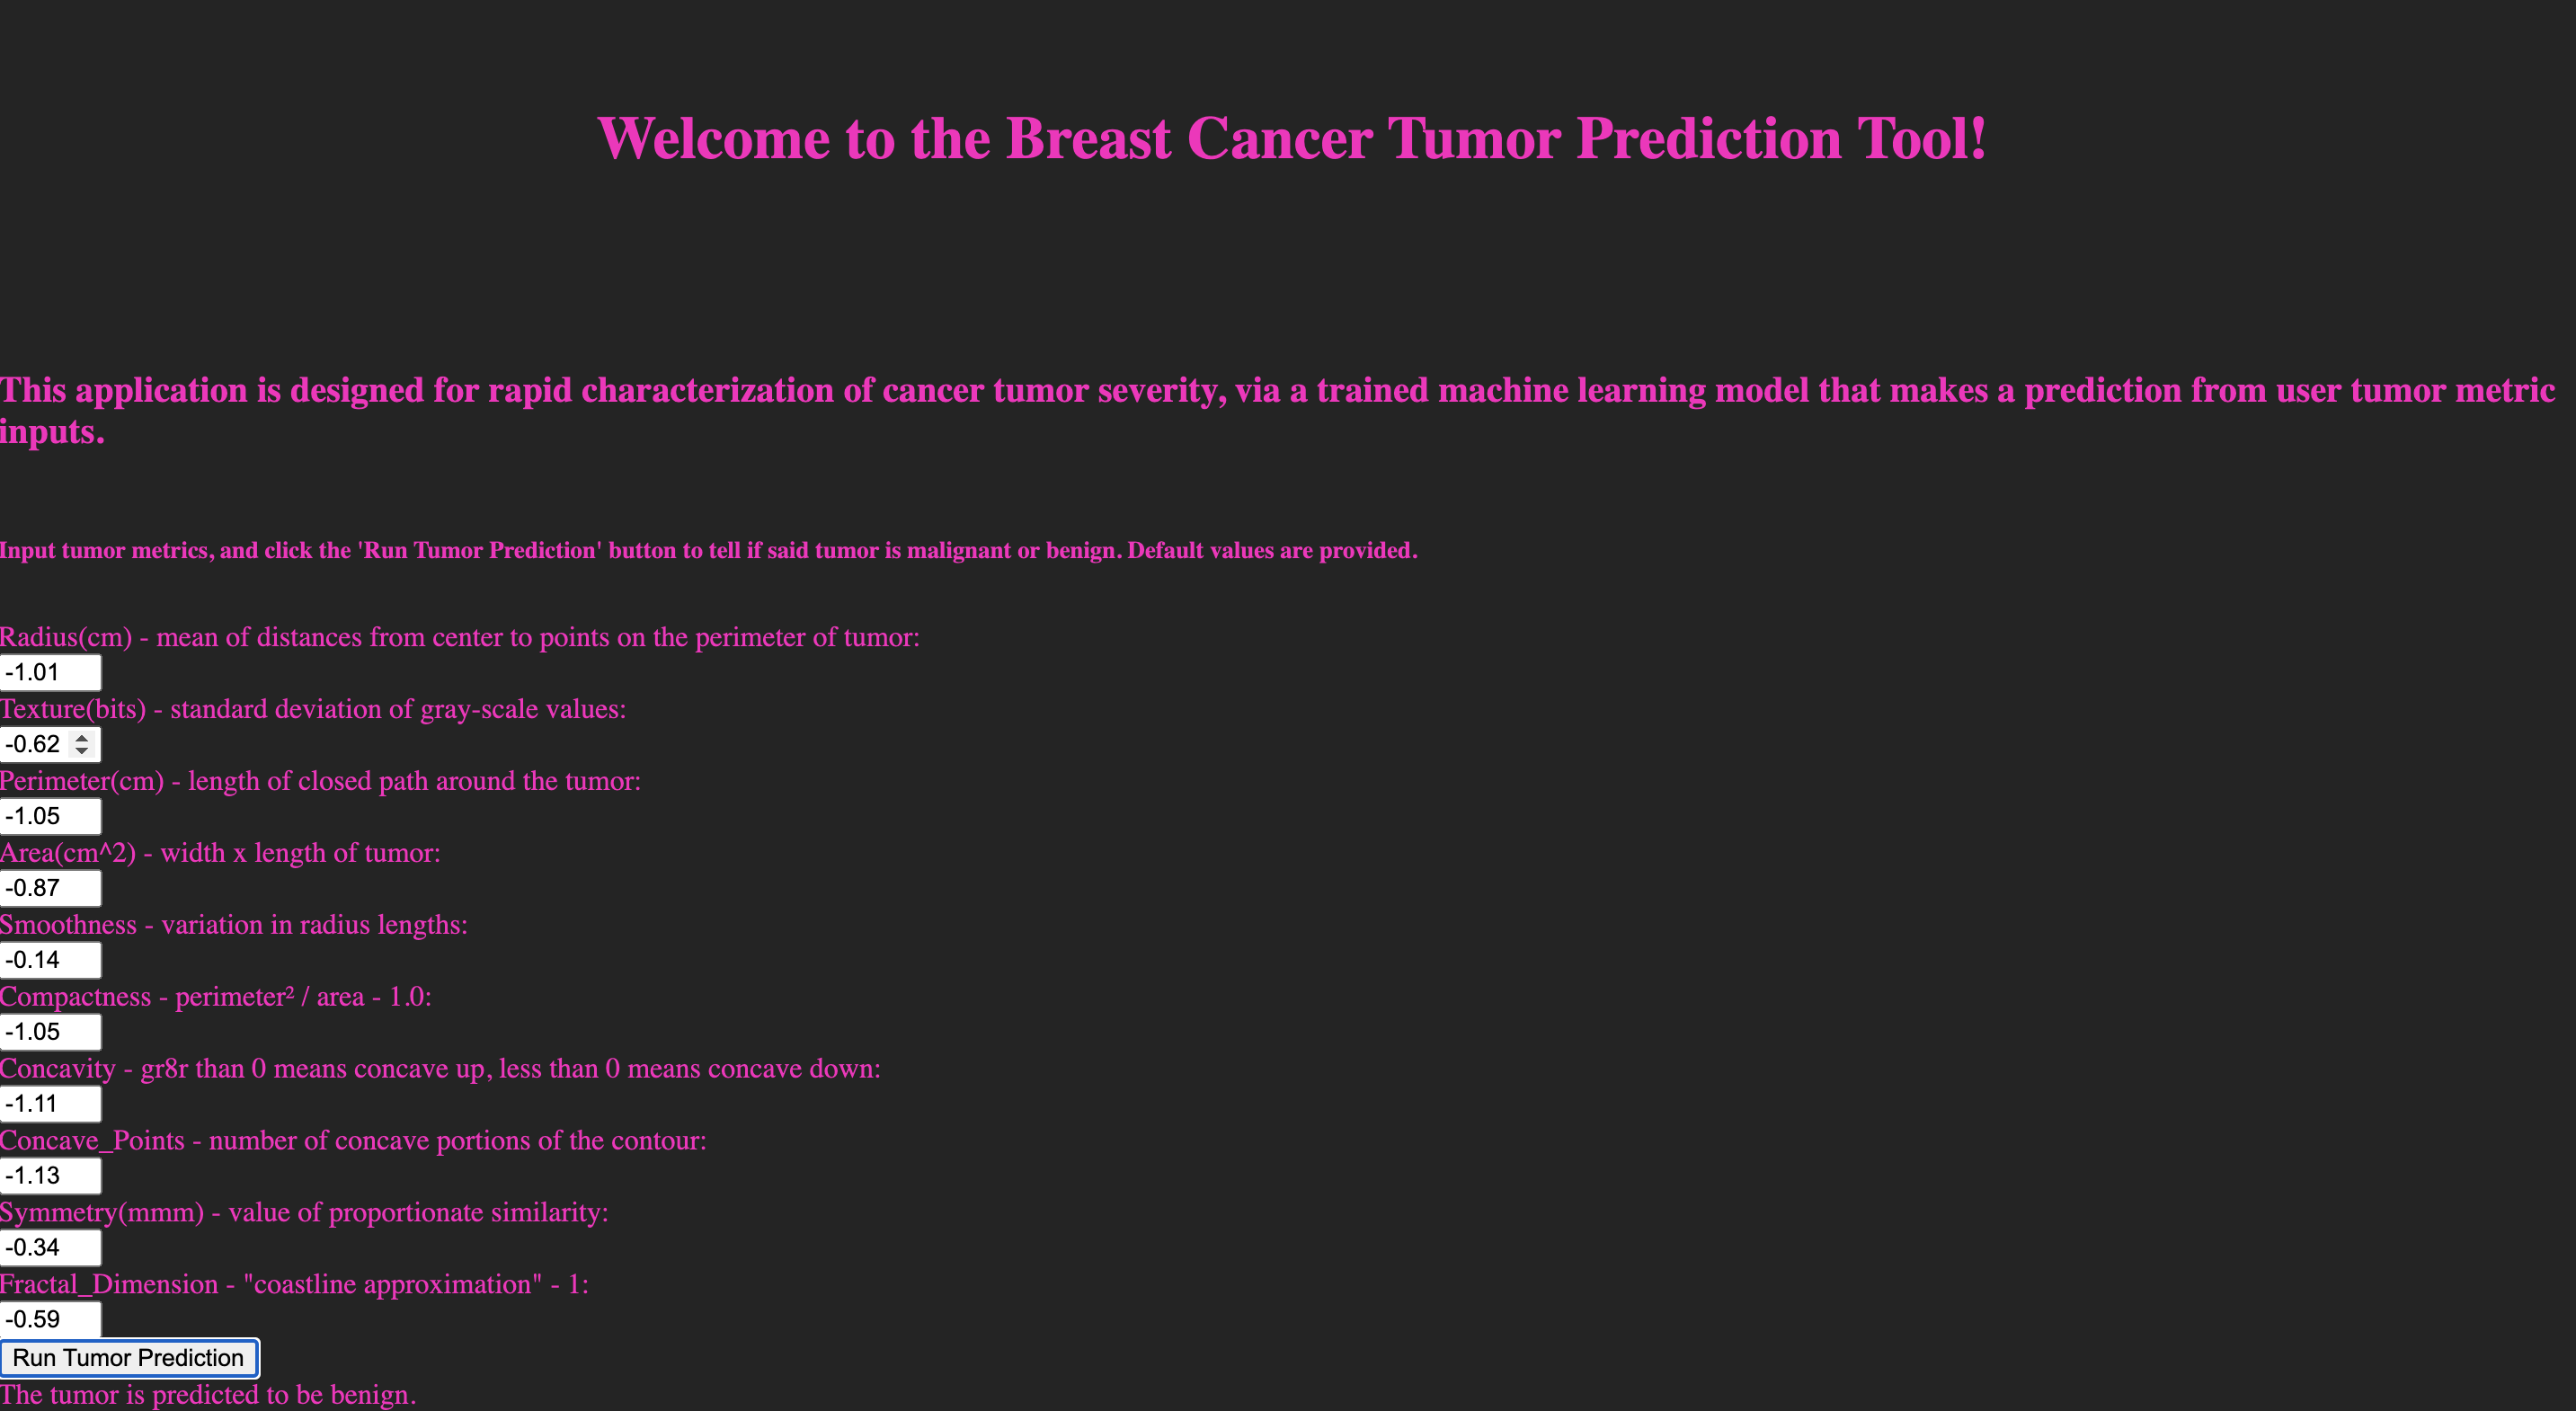 Welcome to the Breast Cancer Tumor Prediction Tool!
This application is designed for rapid characterization of cancer tumor severity, via a trained machine learning model that makes a prediction from user tumor metric
inputs.
Input tumor metrics, and click the 'Run Tumor Prediction' button to tell if said tumor is malignant or benign. Default values are provided.
Radius(cm) - mean of distances from center to points on the perimeter of tumor:
-1.01
Texture(bits) - standard deviation of gray-scale values:
-0.62
Perimeter(cm) - length of closed path around the tumor:
-1.05
Area(cm^2) - width x length of tumor:
-0.87
Smoothness - variation in radius lengths:
-0.14
Compactness - perimeter² / area - 1.0:
-1.05
Concavity - gr8r than 0 means concave up, less than 0 means concave down:
-1.11
Concave_Points - number of concave portions of the contour:
-1.13
Symmetry(mmm) - value of proportionate similarity:
-0.34
Fractal_Dimension - "coastline approximation" - 1:
-0.59
Run Tumor Prediction
The tumor is predicted to be benign.